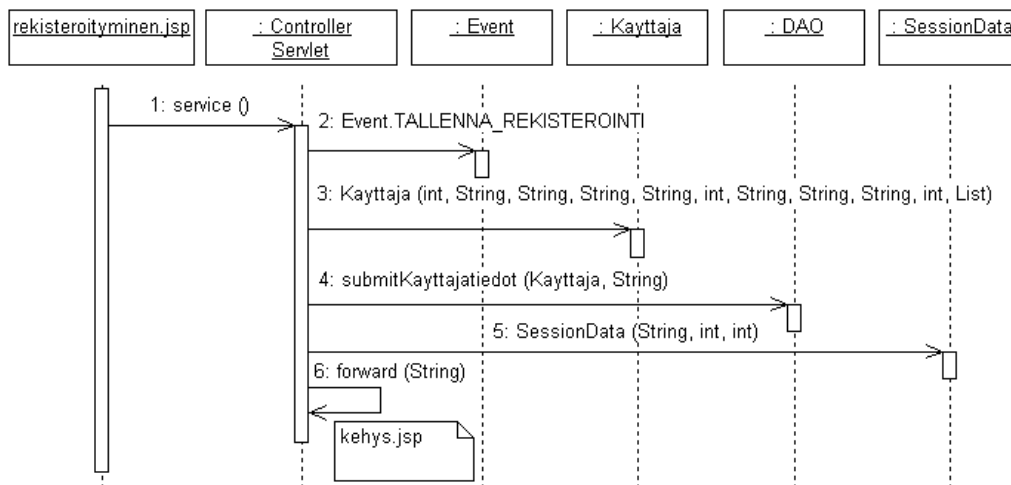 rekisteroityminen.jsp
: Controller
Servlet
: Event
: Kayttaja
: DAO
: SessionData
1: service ()
2: Event.TALLENNA_REKISTEROINTI
3: Kayttaja (int, String, String, String, String, int, String, String, String, int, List)
4: submitKayttajatiedot (Kayttaja, String)
5: SessionData (String, int, int)
6: forward (String)
kehys.jsp